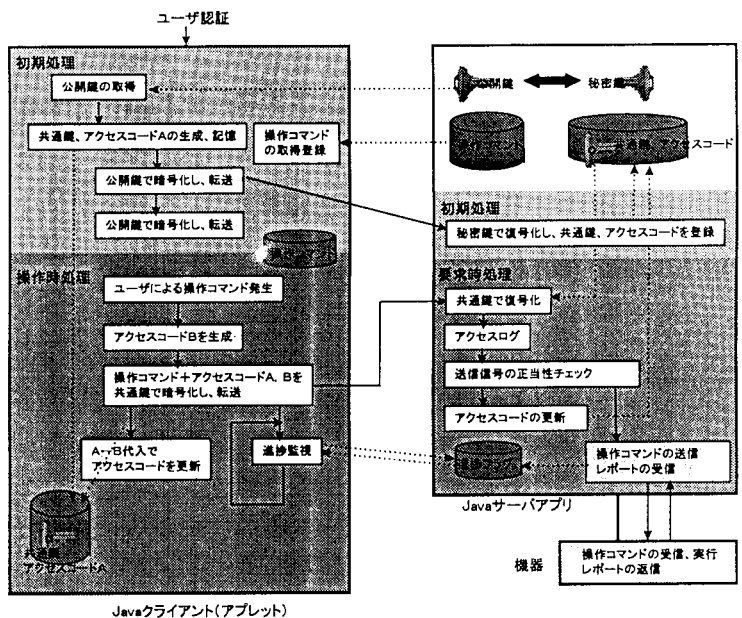 ユーザ認証
初期処理
公開鍵の取得
共通鍵、アクセスコードAの生成、記憶
操作コマンド
の取得登録
公開鍵で暗号化し、転送
公開鍵で暗号化し、転送
操作時処理
ユーザによる操作コマンド発生
アクセスコードBを生成
操作コマンド+アクセスコードA, Bを
共通鍵で暗号化し、転送
A←B代入で
アクセスコードを更新
進捗監視
共通鍵
アクセスコードA
Javaクライアント(アプレット)
公開鍵
秘密鍵
操作コマンド
共通鍵、アクセスコード
初期処理
秘密鍵で復号化し、共通鍵、アクセスコードを登録
要求時処理
共通鍵で復号化
アクセスログ
送信信号の正当性チェック
アクセスコードの更新
操作コマンドの送信
レポートの受信
Javaサーバアプリ
機器
操作コマンドの受信、実行
レポートの返信